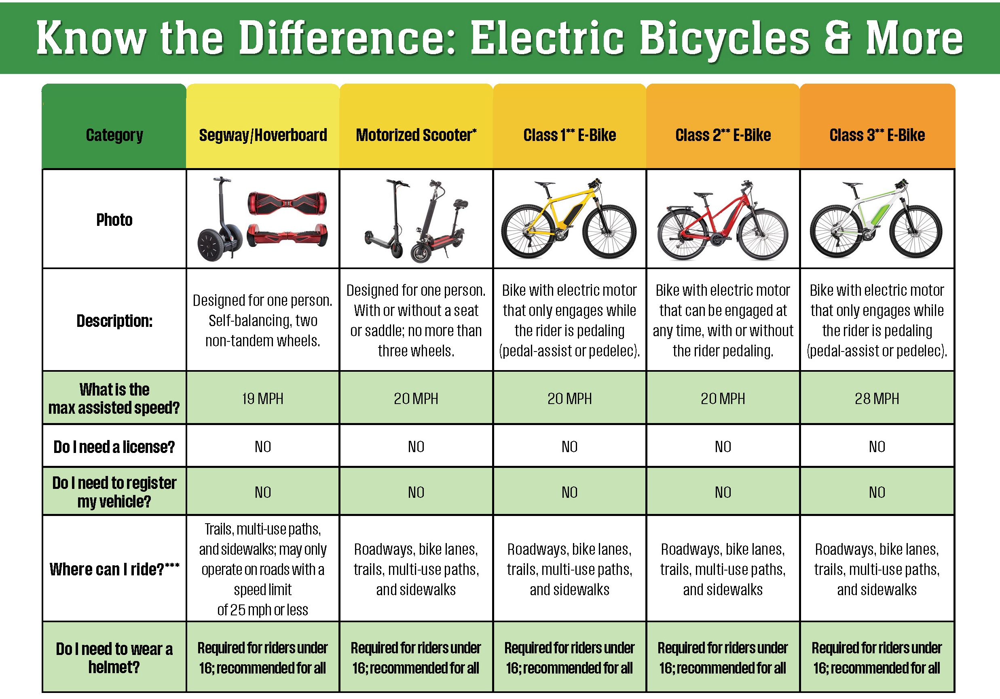 Know the Difference: Electric Bicycles & More
Category
Segway/Hoverboard
Motorized Scooter*
Class 1** E-Bike
Class 2** E-Bike
Class 3** E-Bike
Photo
Description:
Designed for one person.
Self-balancing, two
non-tandem wheels.
Designed for one person.
With or without a seat
or saddle; no more than
three wheels.
Bike with electric motor
that only engages while
the rider is pedaling
(pedal-assist or pedelec).
Bike with electric motor
that can be engaged at
any time, with or without
the rider pedaling.
Bike with electric motor
that only engages while
the rider is pedaling
(pedal-assist or pedelec).
What is the
max assisted speed?
19 MPH
20 MPH
20 MPH
20 MPH
28 MPH
Do I need a license?
NO
NO
NO
NO
NO
Do I need to register
my vehicle?
NO
NO
NO
NO
NO
Where can I ride?***
Trails, multi-use paths,
and sidewalks; may only
operate on roads with a
speed limit
of 25 mph or less
Roadways, bike lanes,
trails, multi-use paths,
and sidewalks
Roadways, bike lanes,
trails, multi-use paths,
and sidewalks
Roadways, bike lanes,
trails, multi-use paths,
and sidewalks
Roadways, bike lanes,
trails, multi-use paths,
and sidewalks
Do I need to wear a
helmet?
Required for riders under
16; recommended for all
Required for riders under
16; recommended for all
Required for riders under
16; recommended for all
Required for riders under
16; recommended for all
Required for riders under
16; recommended for all